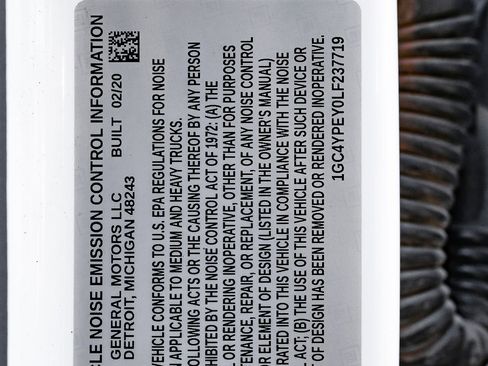 CLE NOISE EMISSION CONTROL INFORMATION
GENERAL MOTORS LLC BUILT 02/20
DETROIT, MICHIGAN 48243
VEHICLE CONFORMS TO U.S. EPA REGULATIONS FOR NOISE
N APPLICABLE TO MEDIUM AND HEAVY TRUCKS.
OLLOWING ACTS OR THE CAUSING THEREOF BY ANY PERSON
HIBITED BY THE NOISE CONTROL ACT OF 1972: (A) THE
L OR RENDERING INOPERATIVE, OTHER THAN FOR PURPOSES
TENANCE, REPAIR, OR REPLACEMENT, OF ANY NOISE CONTROL
OR ELEMENT OF DESIGN (LISTED IN THE OWNER'S MANUAL)
RATED INTO THIS VEHICLE IN COMPLIANCE WITH THE NOISE
L ACT; (B) THE USE OF THIS VEHICLE AFTER SUCH DEVICE OR
T OF DESIGN HAS BEEN REMOVED OR RENDERED INOPERATIVE.
1GC4YPEY0LF237719